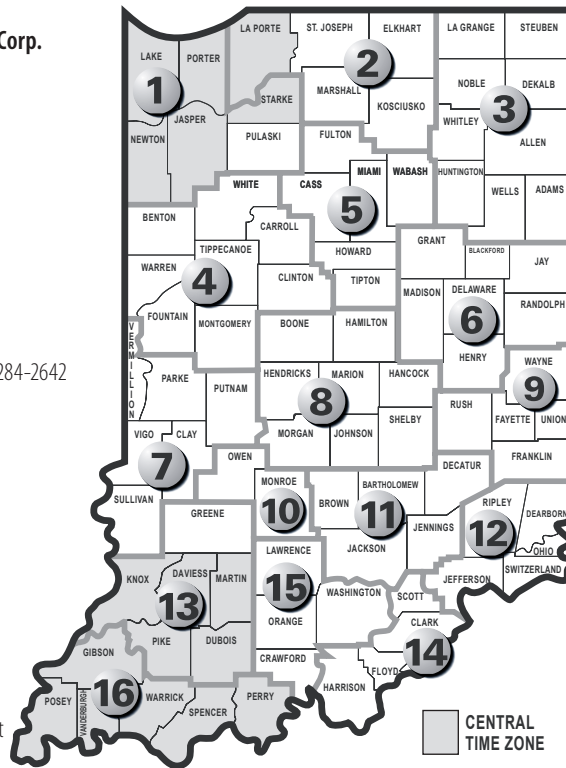 Corp.
LA PORTE
ST. JOSEPH
ELKHART
LA GRANGE
STEUBEN
LAKE
PORTER
2
NOBLE
DEKALB
1
MARSHALL
STARKE
KOSCIUSKO
3
JASPER
WHITLEY
NEWTON
PULASKI
FULTON
ALLEN
WHITE
CASS
MIAMI
WABASH
HUNTINGTON
WELLS
ADAMS
BENTON
5
CARROLL
TIPPECANOE
HOWARD
GRANT
BLACKFORD
JAY
WARREN
4
CLINTON
TIPTON
MADISON
DELAWARE
RANDOLPH
FOUNTAIN
MONTGOMERY
BOONE
HAMILTON
6
VERMILLION
HENRY
WAYNE
284-2642
PARKE
PUTNAM
HENDRICKS
MARION
HANCOCK
9
8
RUSH
FAYETTE
UNION
VIGO
CLAY
MORGAN
JOHNSON
SHELBY
OWEN
DECATUR
FRANKLIN
7
SULLIVAN
MONROE
BROWN
BARTHOLOMEW
RIPLEY
DEARBORN
GREENE
10
11
JENNINGS
12
LAWRENCE
JACKSON
OHIO
KNOX
DAVIESS
MARTIN
JEFFERSON
SWITZERLAND
15
WASHINGTON
SCOTT
13
ORANGE
CLARK
PIKE
DUBOIS
GIBSON
CRAWFORD
14
16
HARRISON
FLOYD
POSEY
VANDERBURGH
WARRICK
SPENCER
PERRY
t
CENTRAL
TIME ZONE